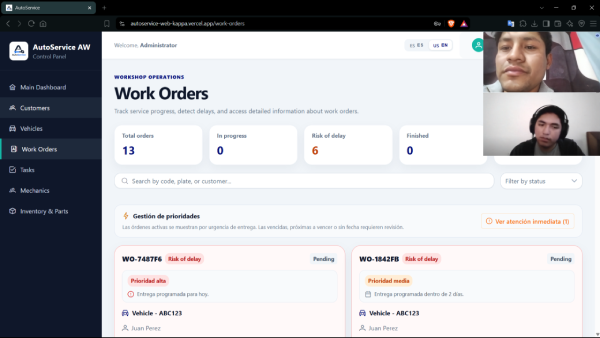 AutoService
autoservice-web-kappa.vercel.app/work-orders
AutoService AW
Control Panel
Welcome, Administrator
ES ES
US EN
Main Dashboard
Customers
Vehicles
Work Orders
Tasks
Mechanics
Inventory & Parts
WORKSHOP OPERATIONS
Work Orders
Track service progress, detect delays, and access detailed information about work orders.
Total orders
13
In progress
0
Risk of delay
6
Finished
0
Search by code, plate, or customer...
Filter by status
Gestión de prioridades
Las órdenes activas se muestran por urgencia de entrega. Las vencidas, próximas a vencer o sin fecha requieren revisión.
Ver atención inmediata (1)
WO-7487F6 Risk of delay Pending
Prioridad alta
Entrega programada para hoy.
Vehicle - ABC123
Juan Perez
WO-1842FB Risk of delay Pending
Prioridad media
Entrega programada dentro de 2 días.
Vehicle - ABC123
Juan Perez